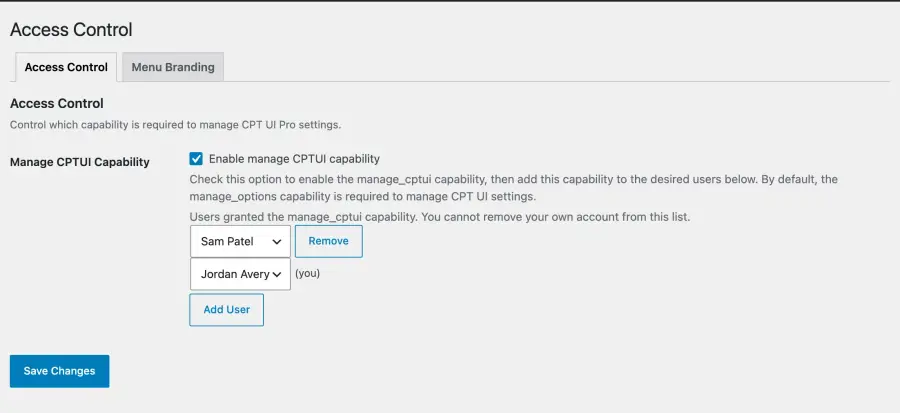 Access Control
Access Control Menu Branding
Access Control
Control which capability is required to manage CPT UI Pro settings.
Manage CPTUI Capability Enable manage CPTUI capability
Check this option to enable the manage_cptui capability, then add this capability to the desired users below. By default, the
manage_options capability is required to manage CPT UI settings.
Users granted the manage_cptui capability. You cannot remove your own account from this list.
Sam Patel Remove
Jordan Avery (you)
Add User
Save Changes